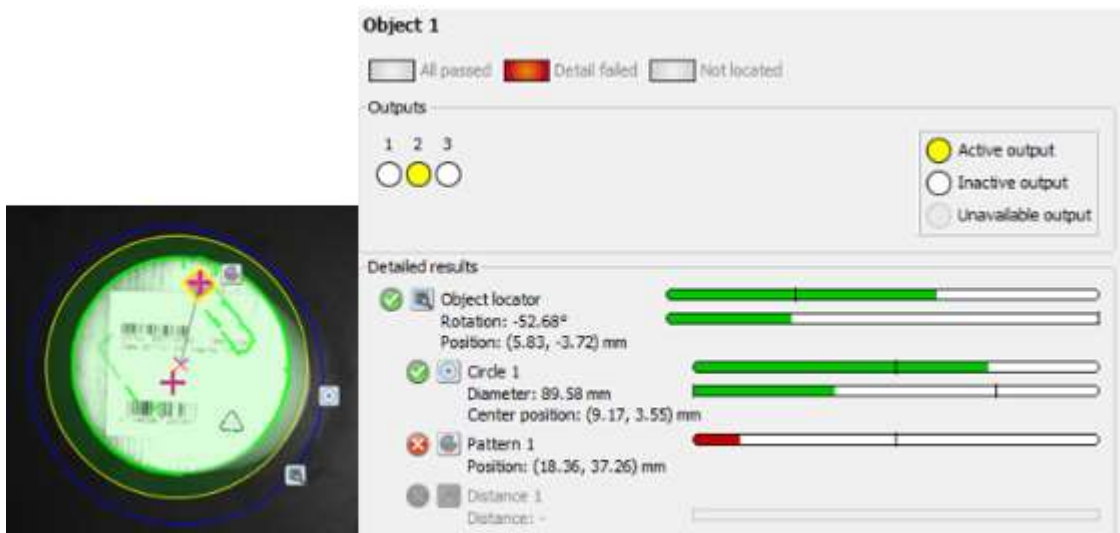 Object 1
All passed Detail failed Not located
Outputs
1 2 3
Active output
Inactive output
Unavailable output
Detailed results
Object locator
Rotation: -52.68°
Position: (5.83, -3.72) mm
Circle 1
Diameter: 89.58 mm
Center position: (9.17, 3.55) mm
Pattern 1
Position: (18.36, 37.26) mm
Distance 1
Distance: -